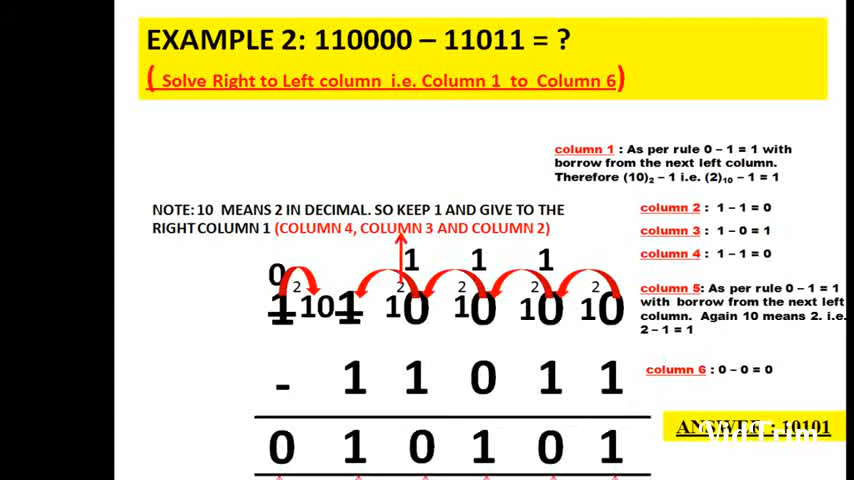 EXAMPLE 2: 110000 – 11011 = ?
( Solve Right to Left column i.e. Column 1 to Column 6)
column 1 : As per rule 0 – 1 = 1 with
borrow from the next left column.
Therefore (10)₂ – 1 i.e. (2)₁₀ – 1 = 1
NOTE: 10 MEANS 2 IN DECIMAL. SO KEEP 1 AND GIVE TO THE
RIGHT COLUMN 1 (COLUMN 4, COLUMN 3 AND COLUMN 2)
column 2 : 1 – 1 = 0
column 3 : 1 – 0 = 1
column 4 : 1 – 1 = 0
column 5: As per rule 0 – 1 = 1
with borrow from the next left
column. Again 10 means 2. i.e.
2 – 1 = 1
column 6 : 0 – 0 = 0
0 1 1 1
2 2 2 2 2
1 10 1 10 10 10 10
- 1 1 0 1 1
0 1 0 1 0 1
ANSWER : 10101
VidTrim